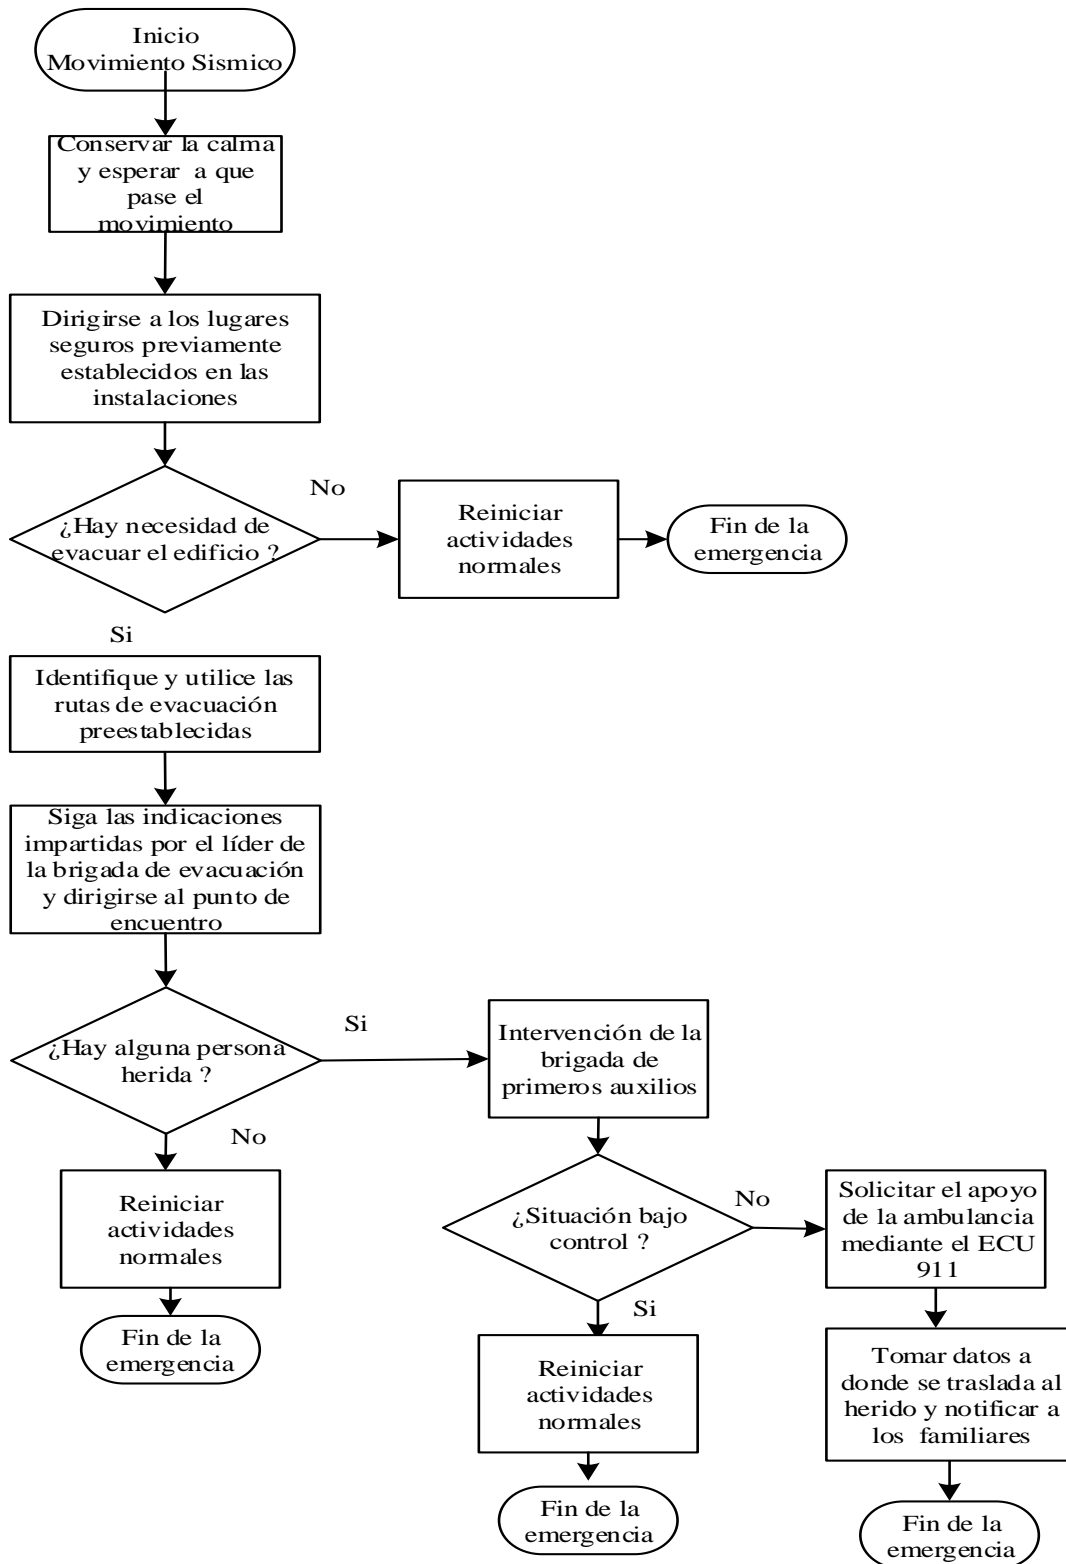 Inicio
Movimiento Sismico
Conservar la calma
y esperar a que
pase el
movimiento
Dirigirse a los lugares
seguros previamente
establecidos en las
instalaciones
¿Hay necesidad de
evacuar el edificio ?
No
Reiniciar
actividades
normales
Fin de la
emergencia
Si
Identifique y utilice las
rutas de evacuación
preestablecidas
Siga las indicaciones
impartidas por el líder de
la brigada de evacuación
y dirigirse al punto de
encuentro
¿Hay alguna persona
herida ?
Si
Intervención de la
brigada de
primeros auxilios
No
Reiniciar
actividades
normales
Fin de la
emergencia
¿Situación bajo
control ?
No
Solicitar el apoyo
de la ambulancia
mediante el ECU
911
Si
Reiniciar
actividades
normales
Fin de la
emergencia
Tomar datos a
donde se traslada al
herido y notificar a
los familiares
Fin de la
emergencia